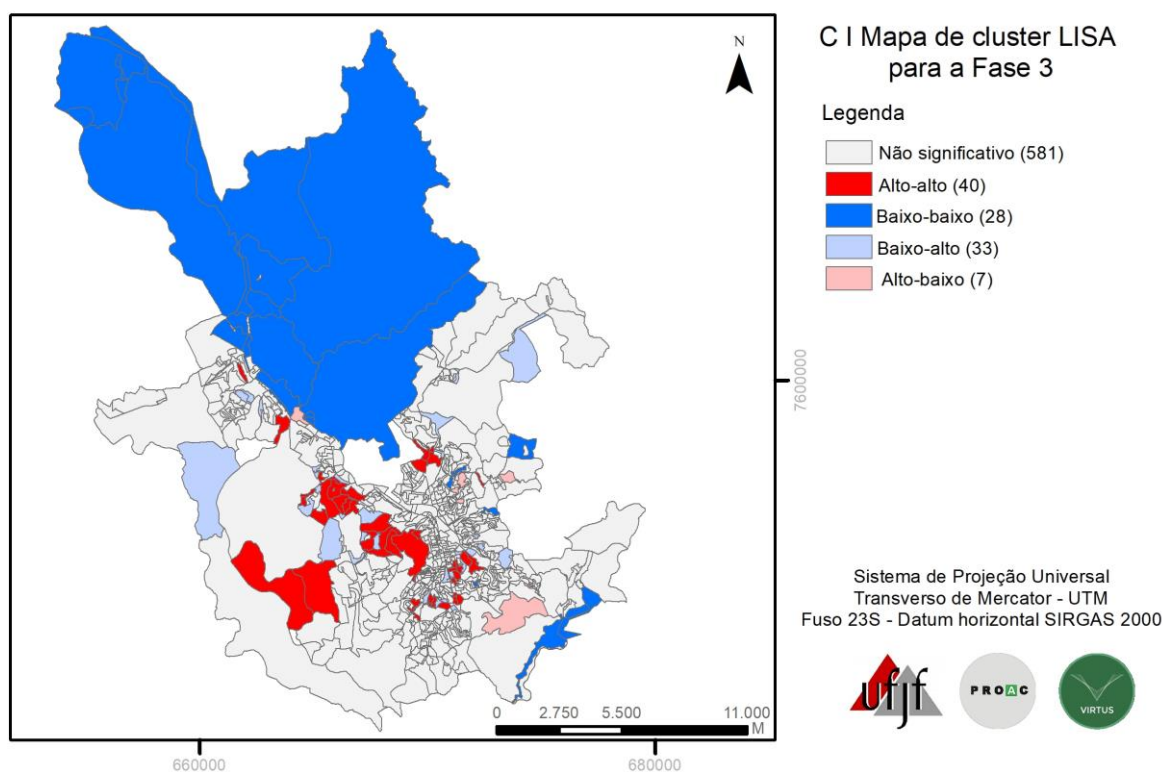 C I Mapa de cluster LISA
para a Fase 3
Legenda
Não significativo (581)
Alto-alto (40)
Baixo-baixo (28)
Baixo-alto (33)
Alto-baixo (7)
N
7600000
Sistema de Projeção Universal
Transverso de Mercator - UTM
Fuso 23S - Datum horizontal SIRGAS 2000
ufjf
PROAC
VIRTUS
0 2.750 5.500 11.000
M
660000 680000